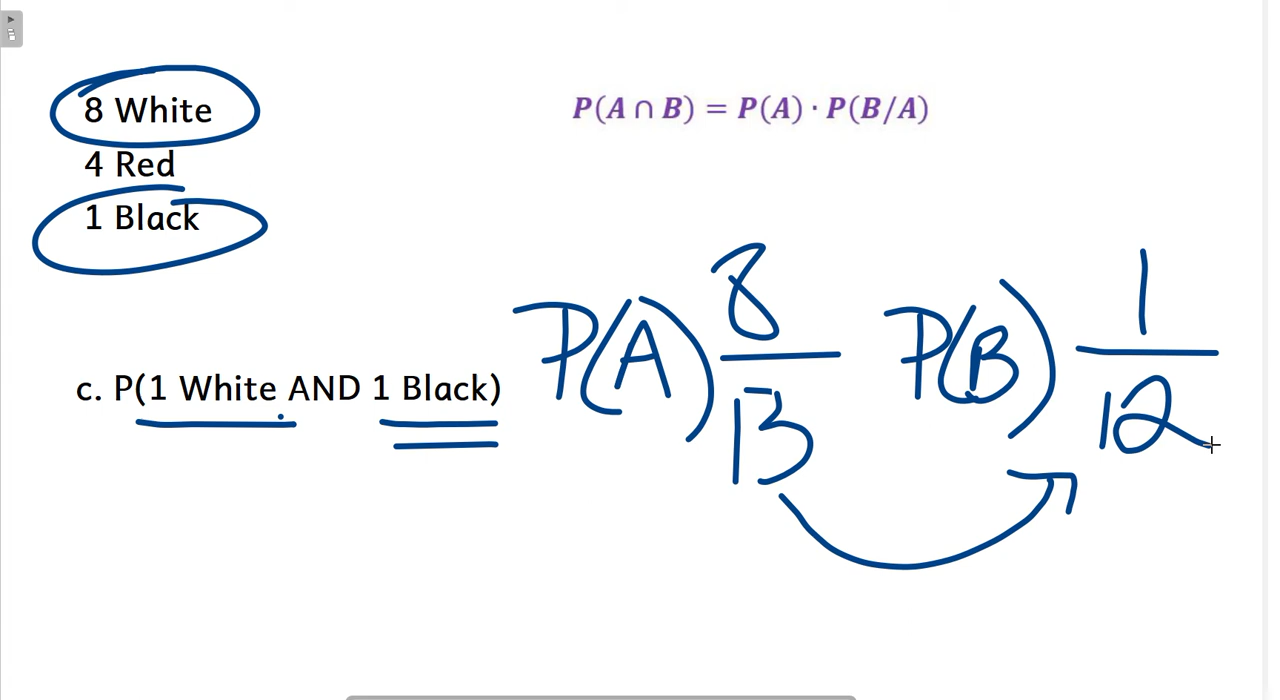 8 White
4 Red
1 Black
P(A ∩ B) = P(A) · P(B/A)
c. P(1 White AND 1 Black)
P(A) 8/13 P(B) 1/12